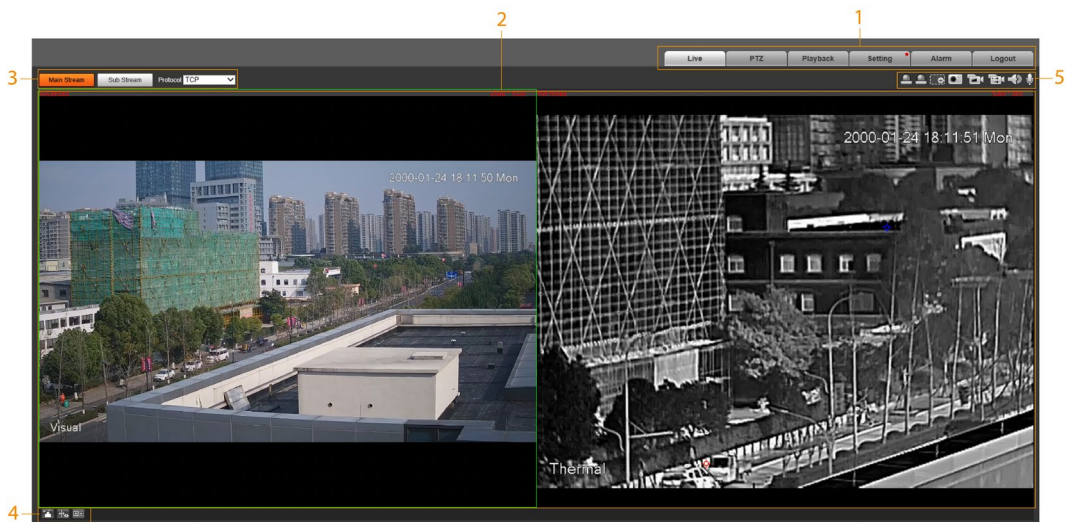 2
1
Live PTZ Playback Setting Alarm Logout
3
Main Stream Sub Stream Protocol TCP
5
2000-01-24 18:11:50 Mon
2000-01-24 18:11:51 Mon
Visual
Thermal
4